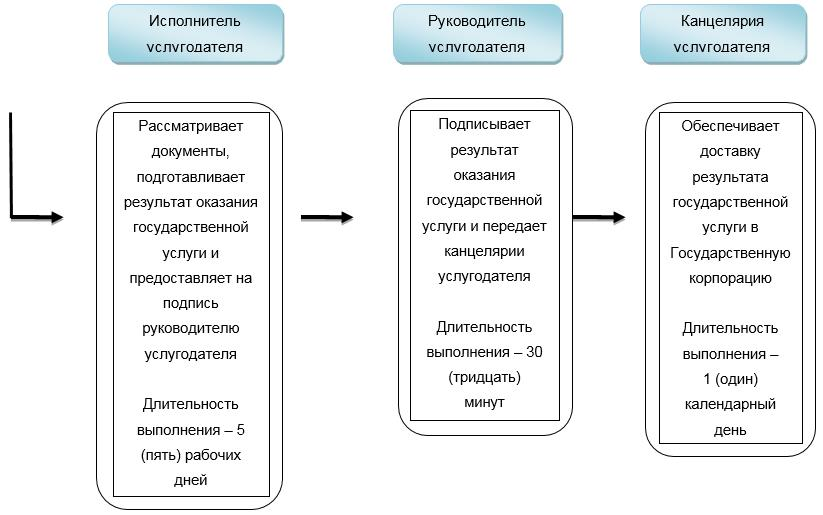 Исполнитель
услугодателя
Руководитель
услугодателя
Канцелярия
услугодателя
Рассматривает
документы,
подготавливает
результат оказания
государственной
услуги и
предоставляет на
подпись
руководителю
услугодателя
Длительность
выполнения – 5
(пять) рабочих
дней
Подписывает
результат
оказания
государственной
услуги и передает
канцелярии
услугодателя
Длительность
выполнения – 30
(тридцать)
минут
Обеспечивает
доставку
результата
государственной
услуги в
Государственную
корпорацию
Длительность
выполнения –
1 (один)
календарный
день